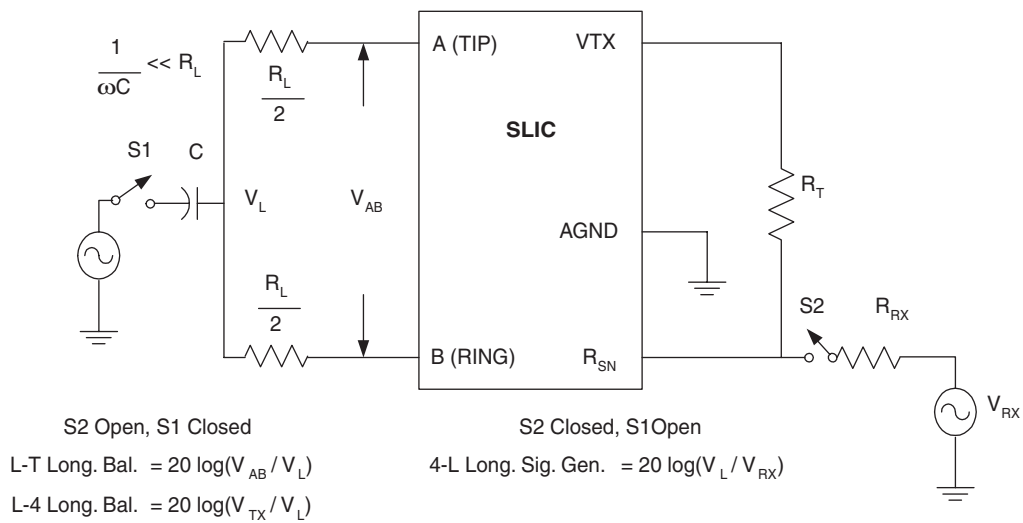 1
ωC
<< R_L
R_L
2
A (TIP)
VTX
SLIC
S1
C
V_L
V_AB
R_T
AGND
R_L
2
B (RING)
R_SN
S2
R_RX
V_RX
S2 Open, S1 Closed
L-T Long. Bal. = 20 log(V_AB / V_L)
L-4 Long. Bal. = 20 log(V_TX / V_L)
S2 Closed, S1Open
4-L Long. Sig. Gen. = 20 log(V_L / V_RX)